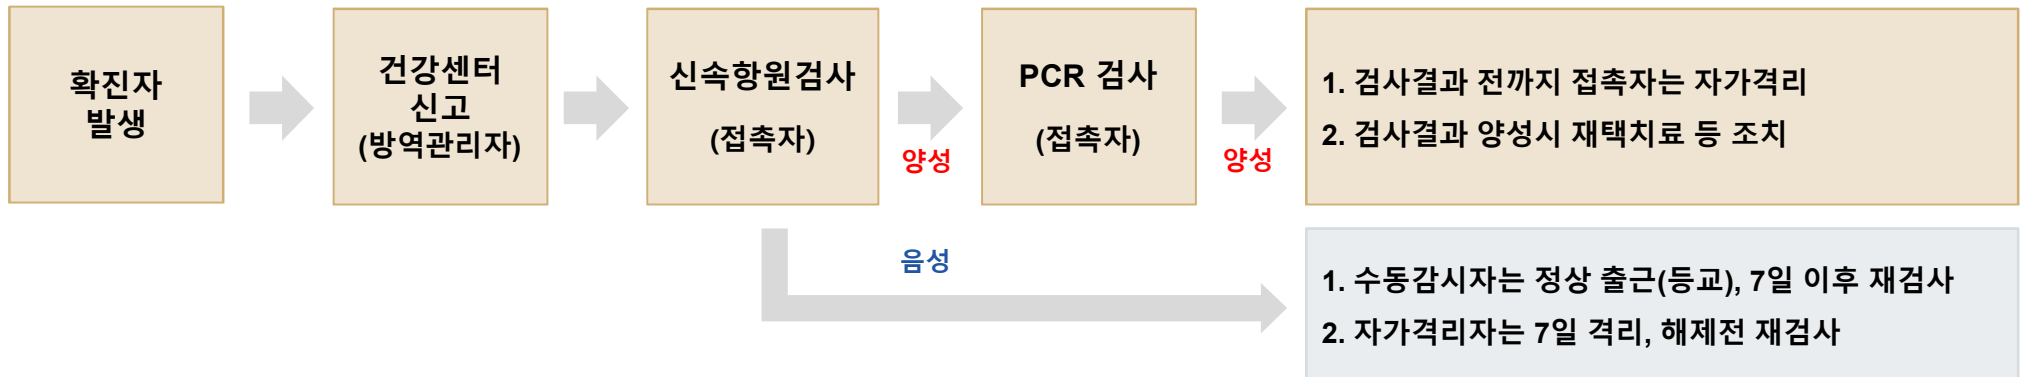 확진자
발생
건강센터
신고
(방역관리자)
신속항원검사
(접촉자)
양성
PCR 검사
(접촉자)
양성
1. 검사결과 전까지 접촉자는 자가격리
2. 검사결과 양성시 재택치료 등 조치
음성
1. 수동감시자는 정상 출근(등교), 7일 이후 재검사
2. 자가격리자는 7일 격리, 해제전 재검사